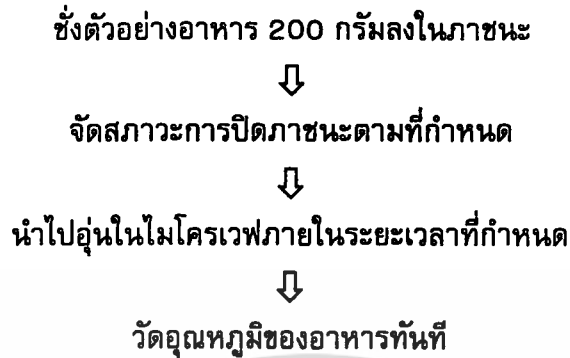 ชั่งตัวอย่างอาหาร 200 กรัมลงในภาชนะ
จัดสภาวะการปิดภาชนะตามที่กำหนด
นำไปอุ่นในไมโครเวฟภายในระยะเวลาที่กำหนด
วัดอุณหภูมิของอาหารทันที